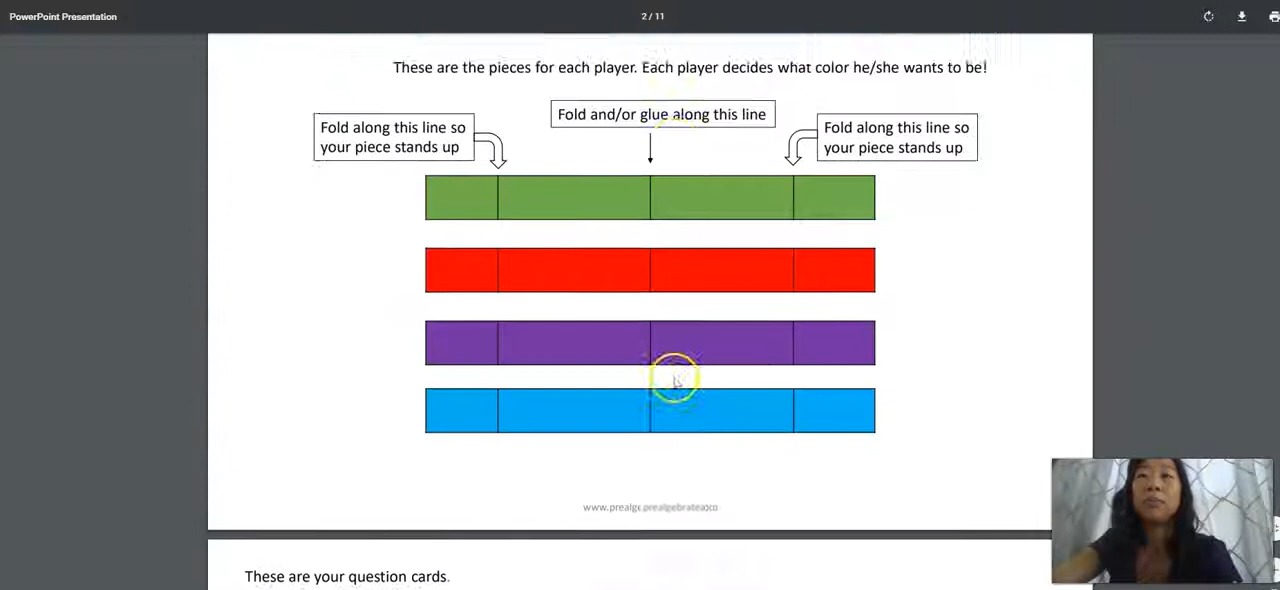 PowerPoint Presentation
2 / 11
These are the pieces for each player. Each player decides what color he/she wants to be!
Fold and/or glue along this line
Fold along this line so
your piece stands up
Fold along this line so
your piece stands up
These are your question cards.